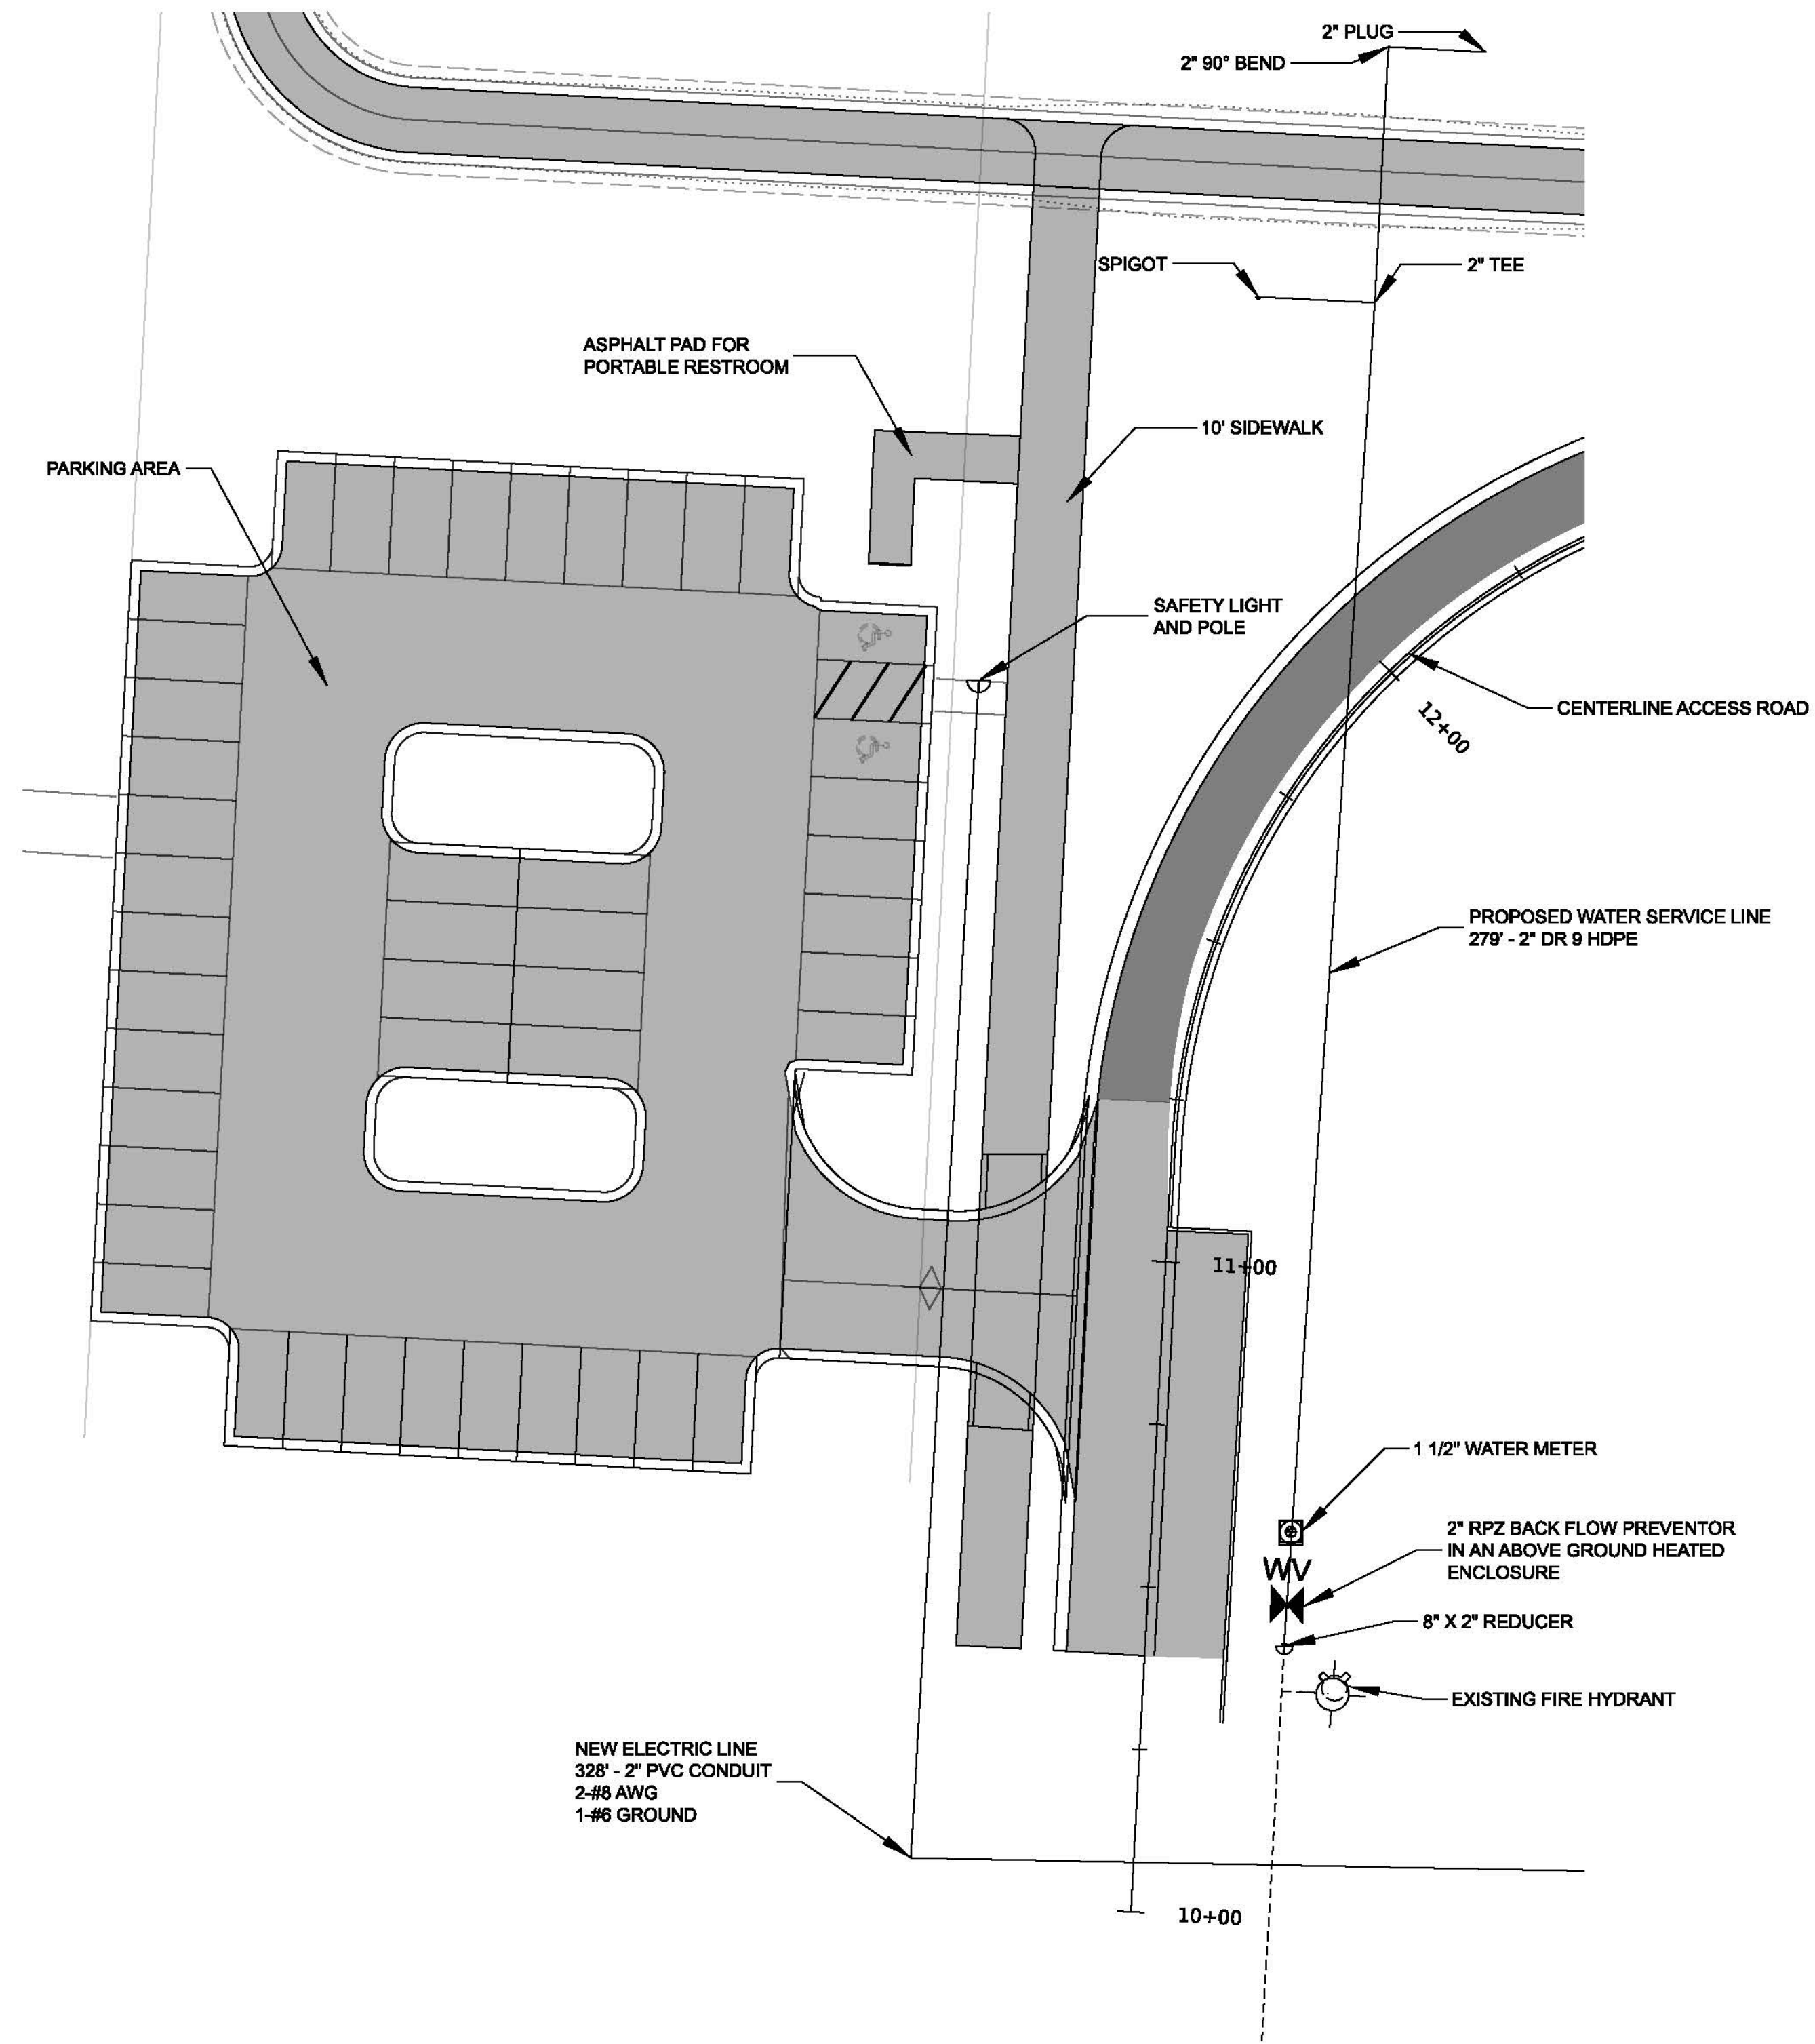 2" PLUG
2" 90° BEND
SPIGOT
2" TEE
ASPHALT PAD FOR
PORTABLE RESTROOM
10' SIDEWALK
PARKING AREA
SAFETY LIGHT
AND POLE
CENTERLINE ACCESS ROAD
12+00
PROPOSED WATER SERVICE LINE
279' - 2" DR 9 HDPE
11+00
1 1/2" WATER METER
2" RPZ BACK FLOW PREVENTOR
IN AN ABOVE GROUND HEATED
ENCLOSURE
WV
8" X 2" REDUCER
EXISTING FIRE HYDRANT
NEW ELECTRIC LINE
328' - 2" PVC CONDUIT
2-#8 AWG
1-#6 GROUND
10+00